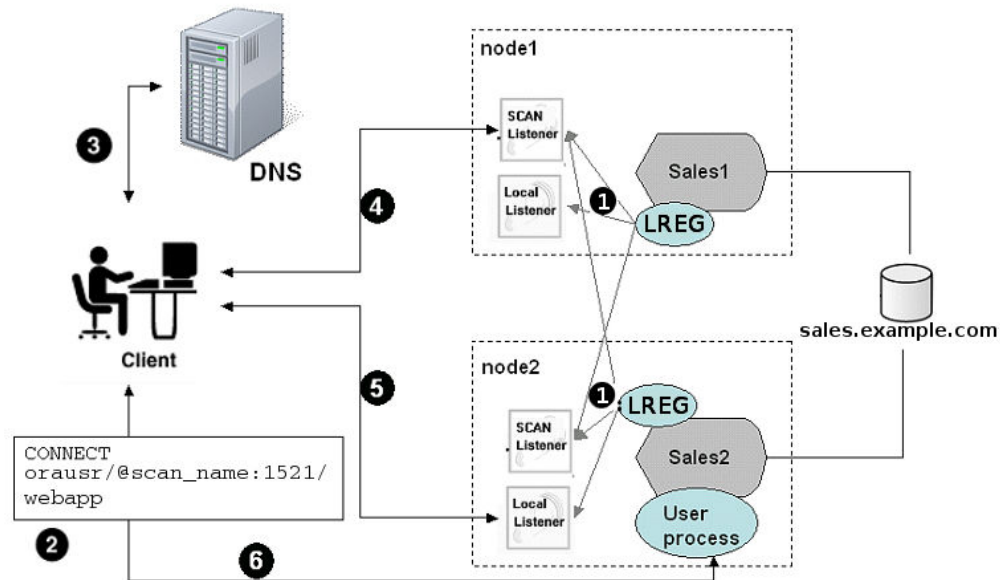 node1
SCAN
Listener
3
DNS
Sales1
4
Local
Listener
1
LREG
sales.example.com
Client
node2
5
1
LREG
SCAN
Listener
CONNECT
orausr/@scan_name:1521/
webapp
Sales2
Local
Listener
User
process
2
6